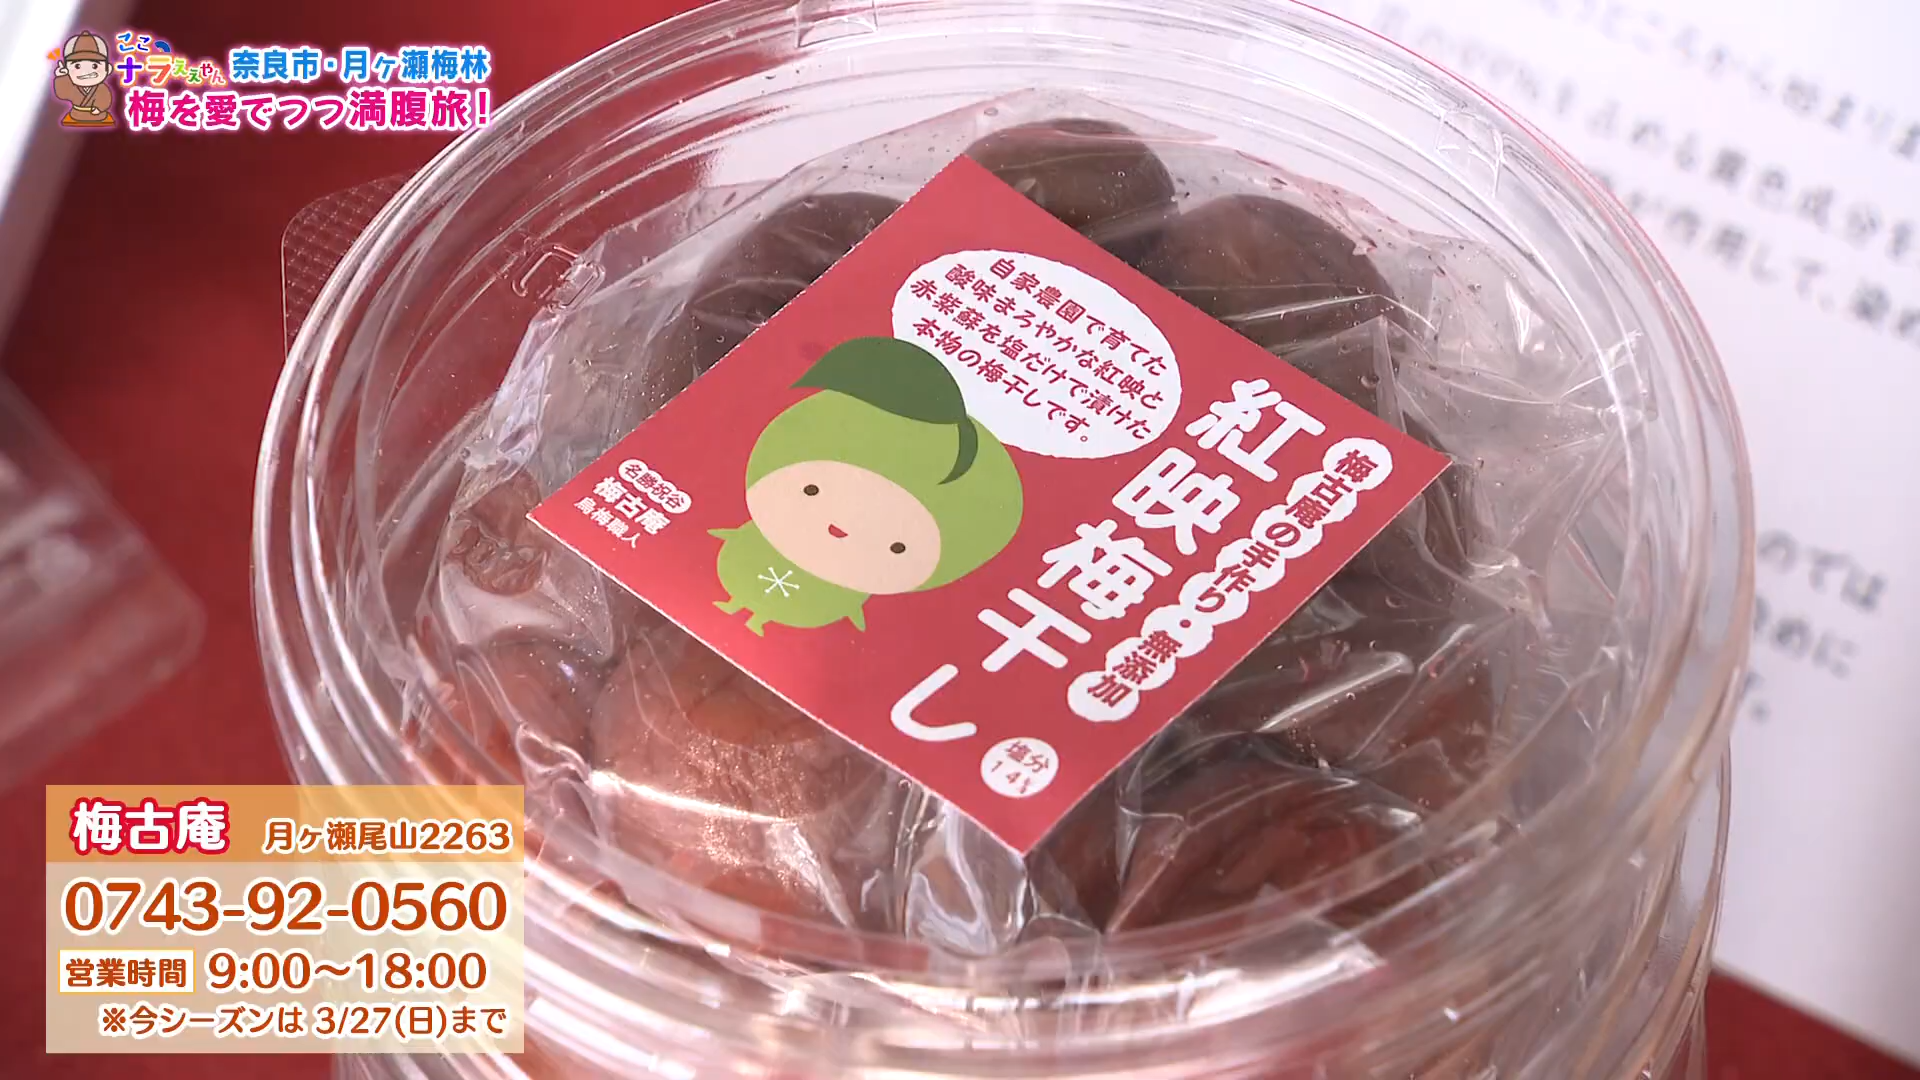 ここ
ナラええやん
奈良市・月ヶ瀬梅林
梅を愛でつつ満腹旅!
自家農園で育てた
酸味まろやかな紅映と
赤紫蘇を塩だけで漬けた
本物の梅干しです。
梅古庵の手作り・無添加
紅映梅干し
塩分
14%
名勝祝谷
梅古庵
烏梅職人
梅古庵 月ヶ瀬尾山2263
0743-92-0560
営業時間 9:00〜18:00
※今シーズンは 3/27(日)まで